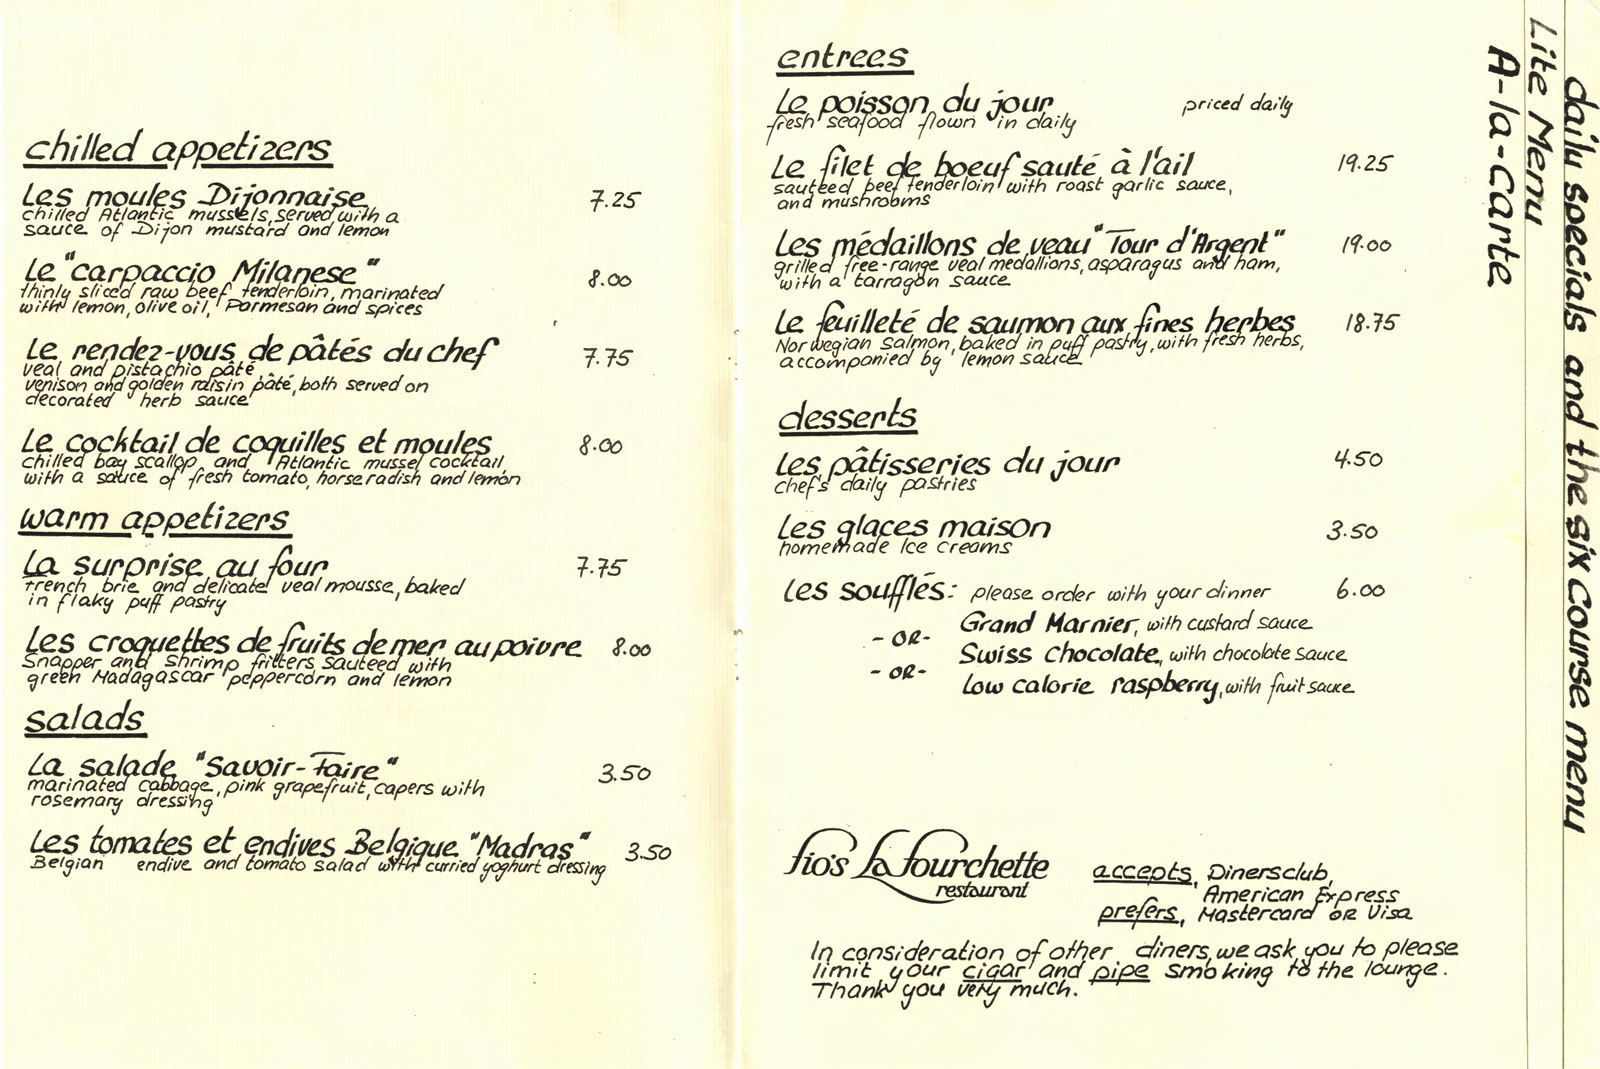 chilled appetizers
Les moules Dijonnaise 7.25
chilled Atlantic mussels, served with a
sauce of Dijon mustard and lemon
Le "carpaccio Milanese" 8.00
thinly sliced raw beef tenderloin, marinated
with lemon, olive oil, Parmesan and spices
Le rendez-vous de pâtés du chef 7.75
veal and pistachio pâté,
venison and golden raisin pâté, both served on
decorated herb sauce
Le cocktail de coquilles et moules 8.00
chilled bay scallop and Atlantic mussel cocktail,
with a sauce of fresh tomato, horseradish and lemon
warm appetizers
La surprise au four 7.75
French brie and delicate veal mousse, baked
in flaky puff pastry
Les croquettes de fruits de mer au poivre 8.00
Snapper and shrimp fritters, sauteed with
green Madagascar peppercorn and lemon
salads
La salade "Savoir-Faire" 3.50
marinated cabbage, pink grapefruit, capers with
rosemary dressing
Les tomates et endives Belgique "Madras" 3.50
Belgian endive and tomato salad with curried yoghurt dressing
entrees
Le poisson du jour priced daily
fresh seafood flown in daily
Le filet de boeuf sauté à l'ail 19.25
sauteed beef tenderloin with roast garlic sauce,
and mushrooms
Les médaillons de veau "Tour d'Argent" 19.00
grilled free-range veal medallions, asparagus and ham,
with a tarragon sauce
Le feuilleté de saumon aux fines herbes 18.75
Norwegian Salmon, baked in puff pastry, with fresh herbs,
accompanied by lemon sauce
desserts
Les pâtisseries du jour 4.50
chef's daily pastries
Les glaces maison 3.50
homemade Ice creams
Les soufflés: please order with your dinner 6.00
Grand Marnier, with custard sauce
- OR -
Swiss Chocolate, with chocolate sauce
- OR -
Low calorie raspberry, with fruit sauce
fio's La fourchette
restaurant
accepts, Dinersclub,
American Express
prefers, Mastercard OR Visa
In consideration of other diners, we ask you to please
limit your cigar and pipe smoking to the lounge.
Thank you very much.
A-la-Carte
Lite Menu
daily specials and the six course menu